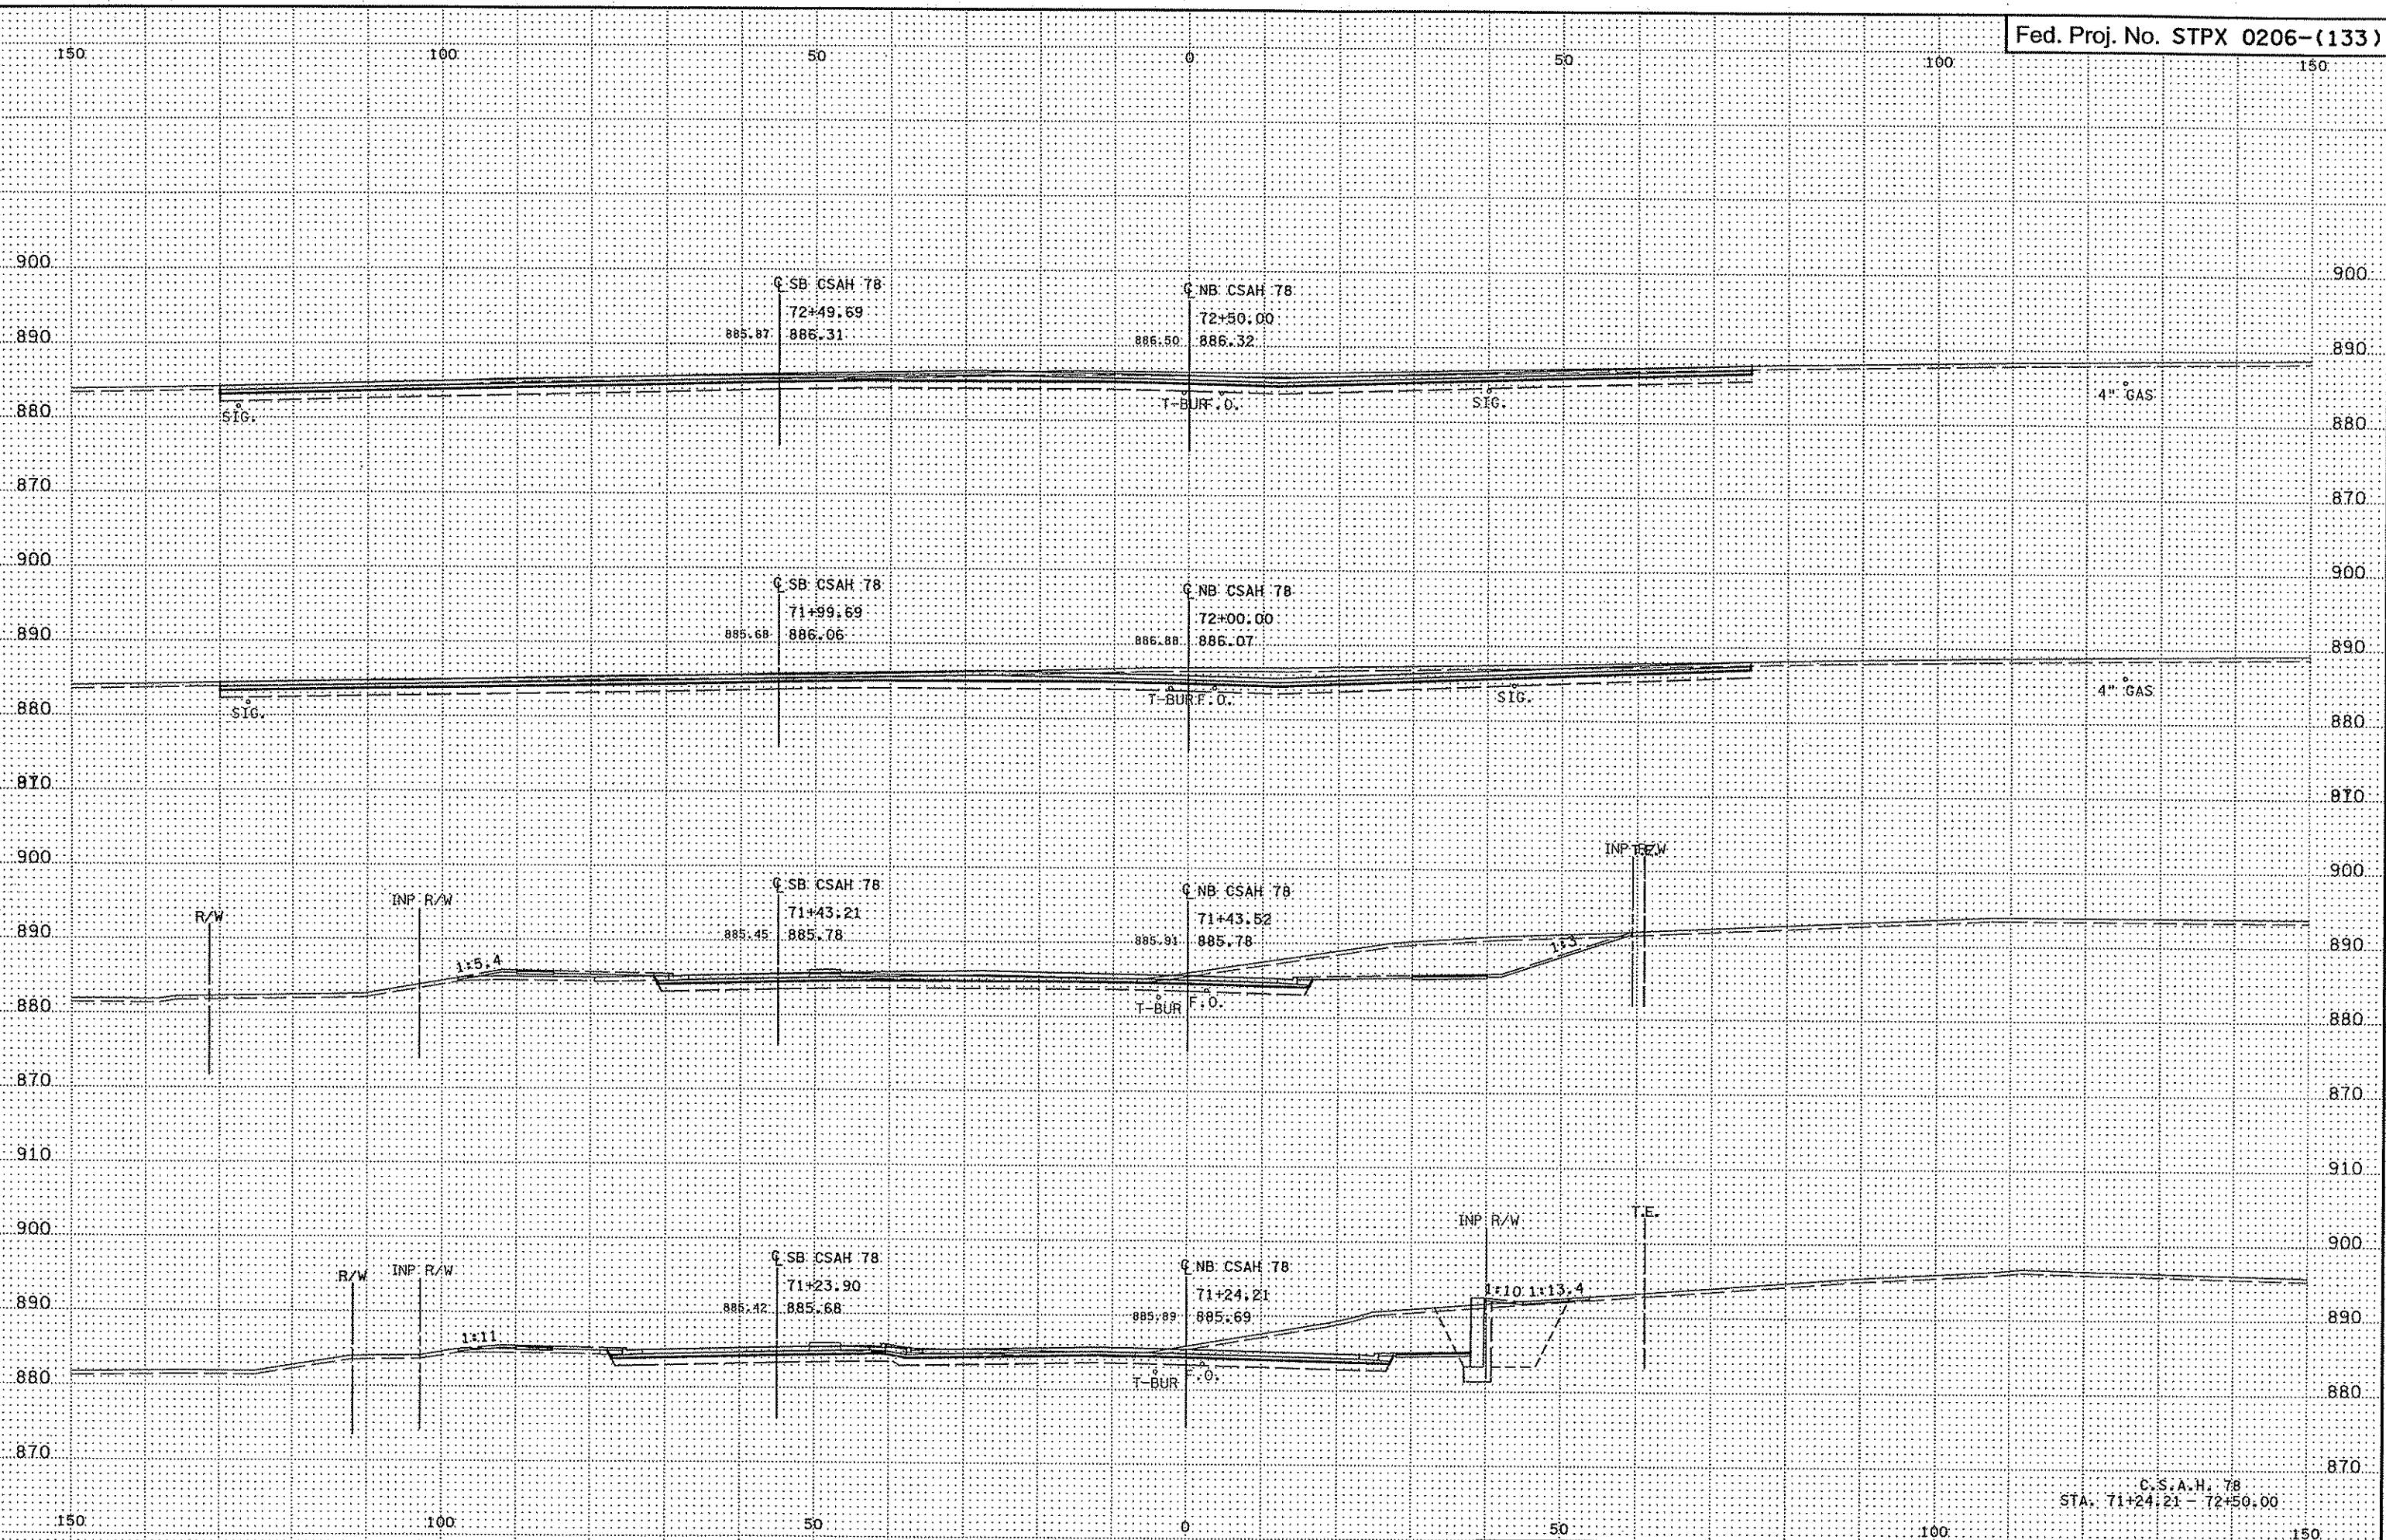 Fed. Proj. No. STPX 0206-(133)
150 100 50 0 50 100 150
900 900
℄ SB CSAH 78
72+49.69
885.87 886.31
℄ NB CSAH 78
72+50.00
886.50 886.32
890 890
SIG. T-BUR F.O. SIG. 4" GAS
880 880
870 870
900 900
℄ SB CSAH 78
71+99.69
885.68 886.06
℄ NB CSAH 78
72+00.00
886.88 886.07
890 890
SIG. T-BUR F.O. SIG. 4" GAS
880 880
900 900
R/W
INP R/W
1:5.4
℄ SB CSAH 78
71+43.21
885.45 885.78
℄ NB CSAH 78
71+43.52
885.91 885.78
1:3
INP R/W T.E.
890 890
T-BUR F.O.
880 880
870 870
910 910
900 900
R/W
INP R/W
1:11
℄ SB CSAH 78
71+23.90
885.42 885.68
℄ NB CSAH 78
71+24.21
885.89 885.69
INP R/W
1:10 1:13.4
T.E.
890 890
T-BUR F.O.
880 880
870 870
C.S.A.H. 78
STA. 71+24.21 - 72+50.00
150 100 50 0 50 100 150